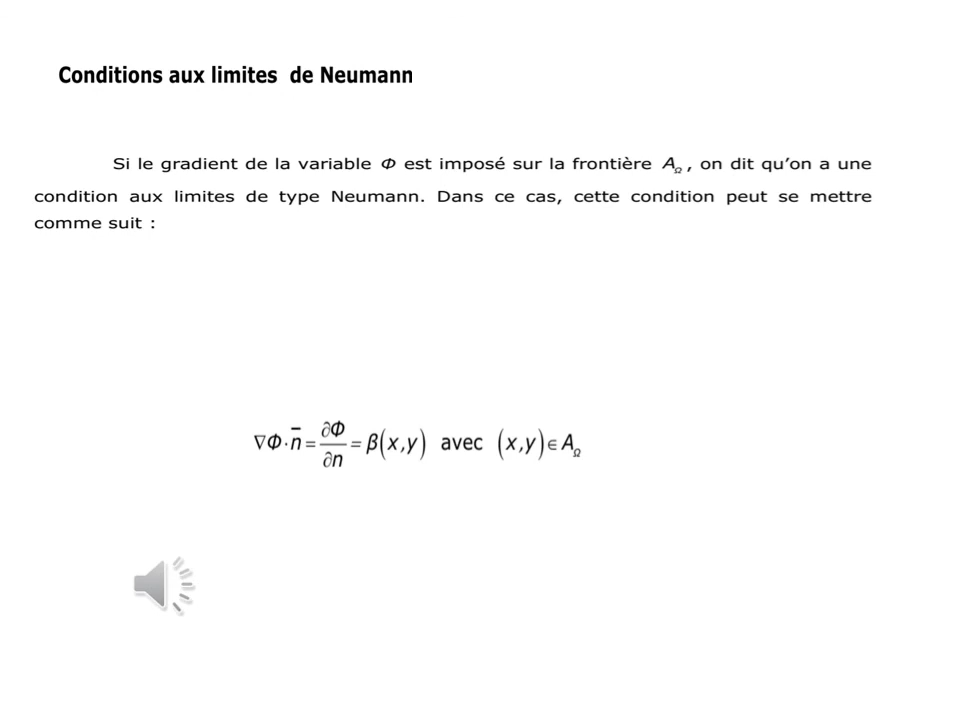 Conditions aux limites de Neumann
Si le gradient de la variable Φ est imposé sur la frontière A_Ω, on dit qu’on a une
condition aux limites de type Neumann. Dans ce cas, cette condition peut se mettre
comme suit :
∇Φ·n̄ = ∂Φ/∂n = β(x,y) avec (x,y)∈A_Ω